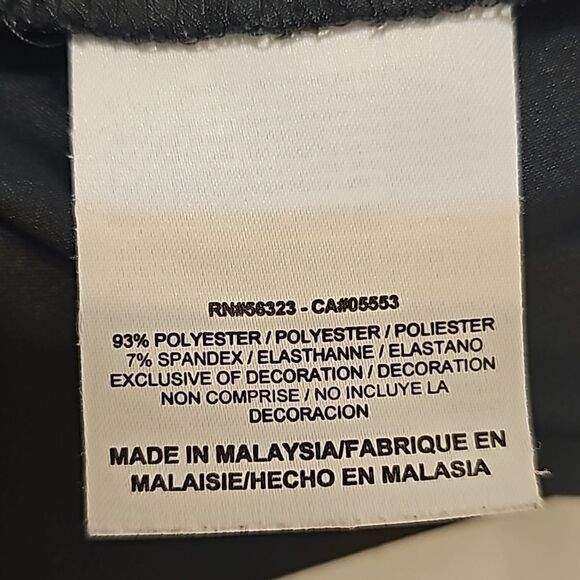 RN#56323 - CA#05553
93% POLYESTER / POLYESTER / POLIESTER
7% SPANDEX / ELASTHANNE / ELASTANO
EXCLUSIVE OF DECORATION / DECORATION
NON COMPRISE / NO INCLUYE LA
DECORACION
MADE IN MALAYSIA/FABRIQUE EN
MALAISIE/HECHO EN MALASIA